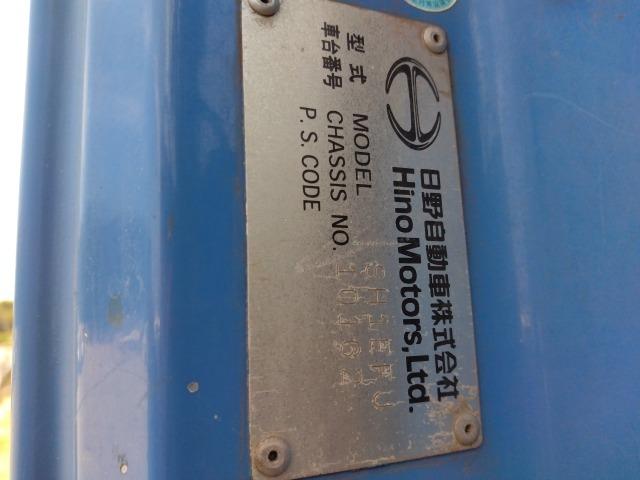 日野自動車株式会社
Hino Motors, Ltd.
型式 MODEL SH1EFJ
車台番号 CHASSIS NO.
P. S. CODE